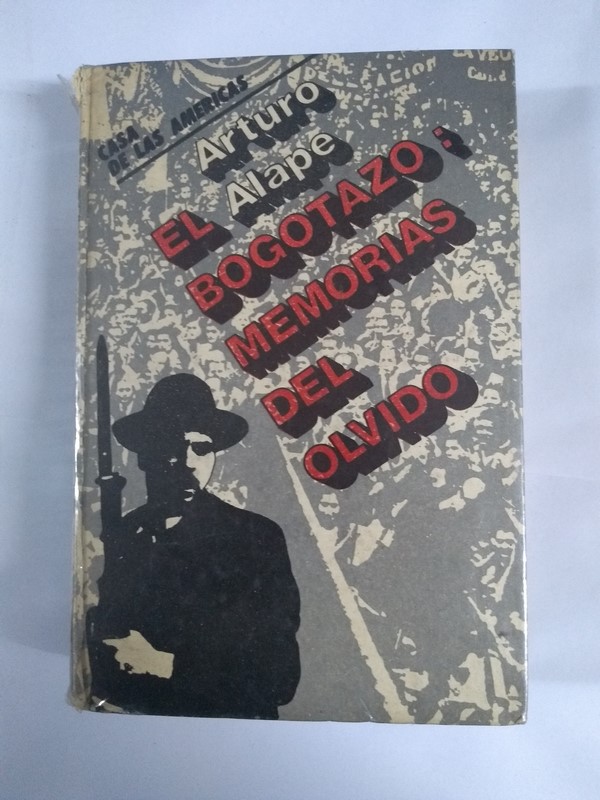 CASA
DE LAS AMERICAS
Arturo
Alape
EL
BOGOTAZO:
MEMORIAS
DEL
OLVIDO